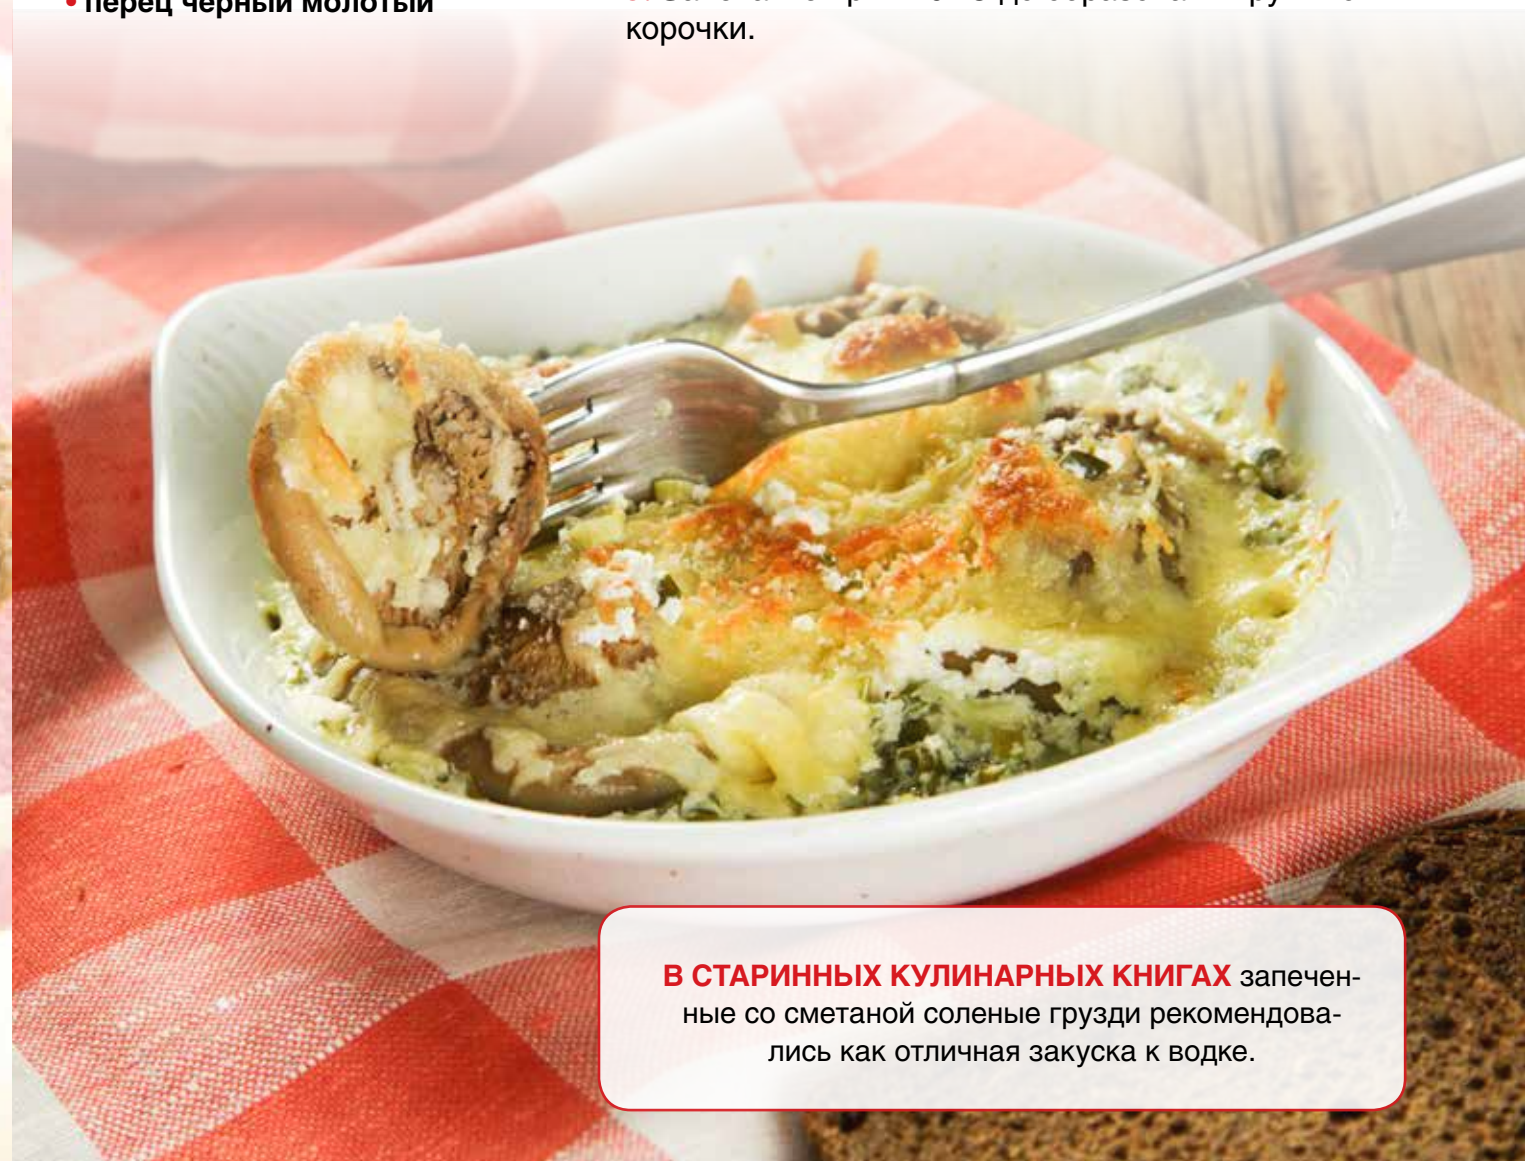 • перец черный молотый
корочки.
В СТАРИННЫХ КУЛИНАРНЫХ КНИГАХ запечен-
ные со сметаной соленые грузди рекомендова-
лись как отличная закуска к водке.